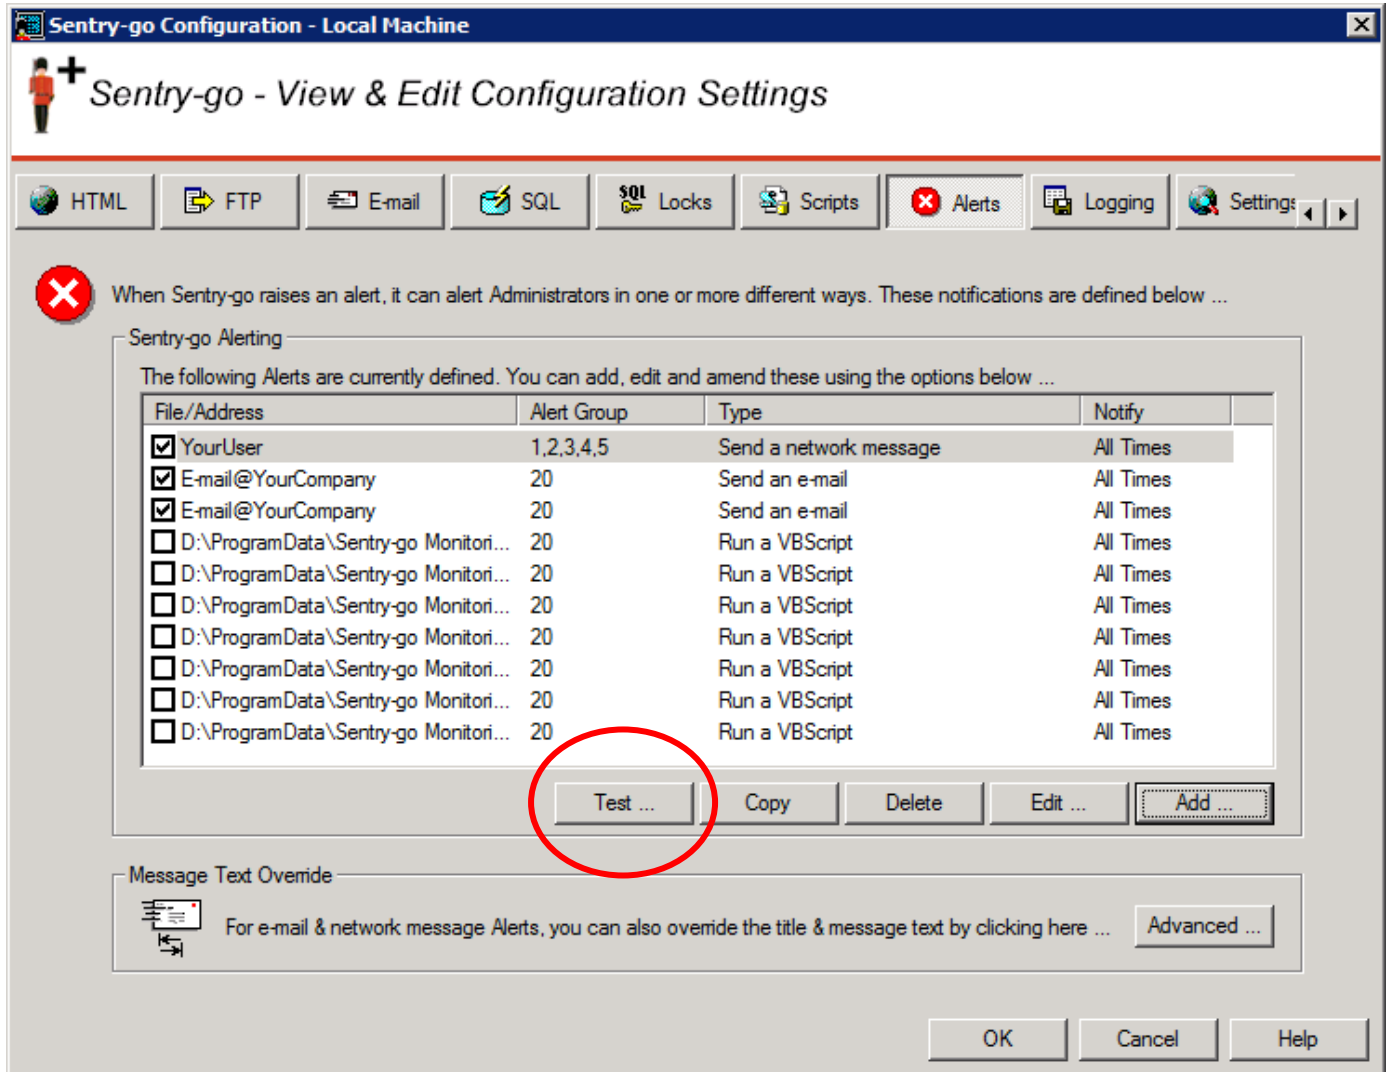 Sentry-go Configuration - Local Machine
Sentry-go - View & Edit Configuration Settings
HTML FTP E-mail SQL SQL Locks Scripts Alerts Logging Settings
When Sentry-go raises an alert, it can alert Administrators in one or more different ways. These notifications are defined below ...
Sentry-go Alerting
The following Alerts are currently defined. You can add, edit and amend these using the options below ...
File/Address Alert Group Type Notify
YourUser 1,2,3,4,5 Send a network message All Times
E-mail@YourCompany 20 Send an e-mail All Times
E-mail@YourCompany 20 Send an e-mail All Times
D:\ProgramData\Sentry-go Monitori... 20 Run a VBScript All Times
D:\ProgramData\Sentry-go Monitori... 20 Run a VBScript All Times
D:\ProgramData\Sentry-go Monitori... 20 Run a VBScript All Times
D:\ProgramData\Sentry-go Monitori... 20 Run a VBScript All Times
D:\ProgramData\Sentry-go Monitori... 20 Run a VBScript All Times
D:\ProgramData\Sentry-go Monitori... 20 Run a VBScript All Times
D:\ProgramData\Sentry-go Monitori... 20 Run a VBScript All Times
Test ... Copy Delete Edit ... Add ...
Message Text Override
For e-mail & network message Alerts, you can also override the title & message text by clicking here ... Advanced ...
OK Cancel Help